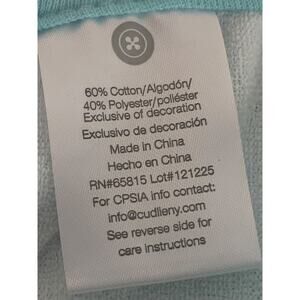 60% Cotton/Algodón/
40% Polyester/poliéster
Exclusive of decoration
Exclusivo de decoración
Made in China
Hecho en China
RN#65815 Lot#121225
For CPSIA info contact:
info@cudlieny.com
See reverse side for
care instructions